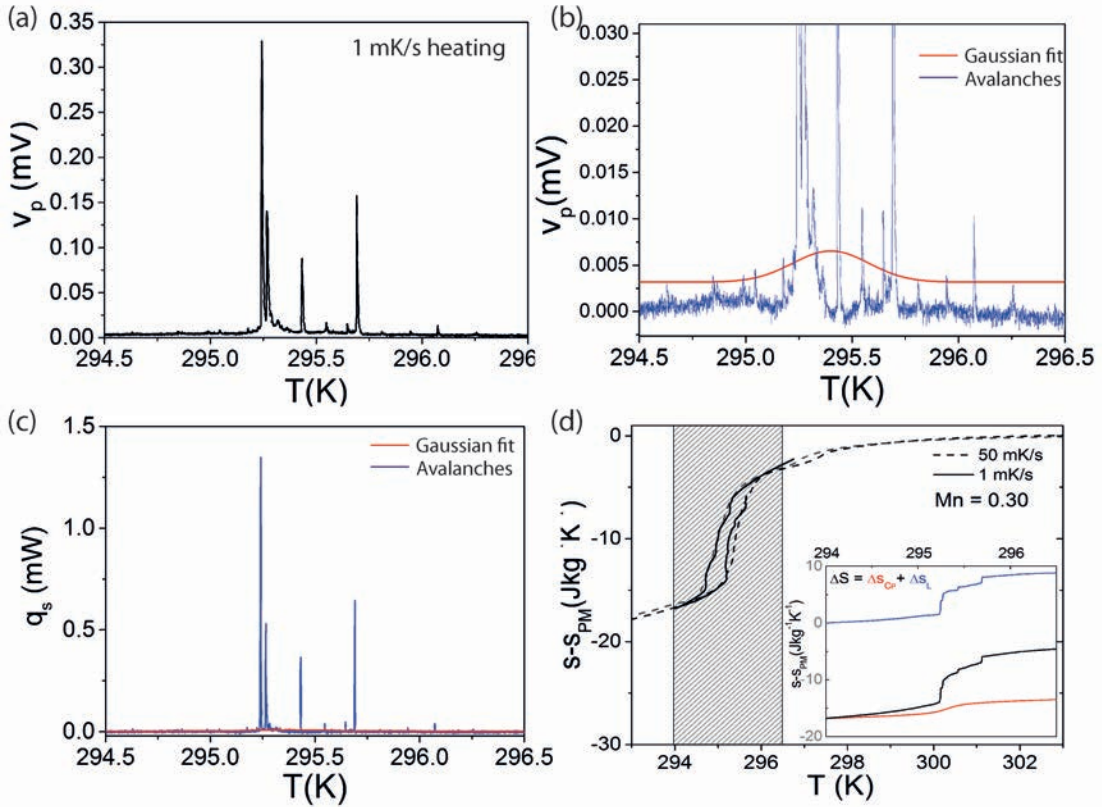 (a)
0.35
0.30
0.25
0.20
0.15
0.10
0.05
0.00
v_p (mV)
1 mK/s heating
294.5 295.0 295.5 296.0 296
T(K)
(b)
0.030
0.025
0.020
0.015
0.010
0.005
0.000
v_p(mV)
Gaussian fit
Avalanches
294.5 295.0 295.5 296.0 296.5
T(K)
(c)
1.5
1.0
0.5
0.0
q_s (mW)
Gaussian fit
Avalanches
294.5 295.0 295.5 296.0 296.5
T(K)
(d)
0
-10
-20
-30
s-s_PM(Jkg⁻K⁻)
50 mK/s
1 mK/s
Mn = 0.30
294 295 296
10
0
-10
-20
s-s_PM(Jkg⁻¹K⁻¹)
ΔS = Δs_Cp + Δs_L
294 296 298 300 302
T (K)